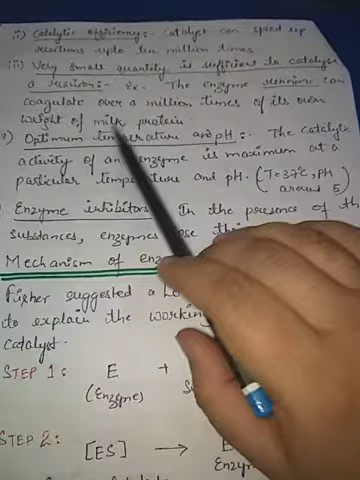 ii) Catalytic efficiency:- Catalyst can speed up
reactions upto ten million times.
iii) Very small quantity is sufficient to catalyse
a reaction:- Ex. The enzyme rennin can
coagulate over a million times of its own
weight of milk protein
Optimum temperature and pH:- The catalytic
activity of an enzyme is maximum at a
particular temperature and pH. (T=37°C, pH
around 5)
Enzyme inhibitors In the presence of
substances, enzymes
Mechanism of
Fisher suggested a
to explain the working
catalyst.
STEP 1: E +
(Enzyme)
STEP 2: [ES] → E